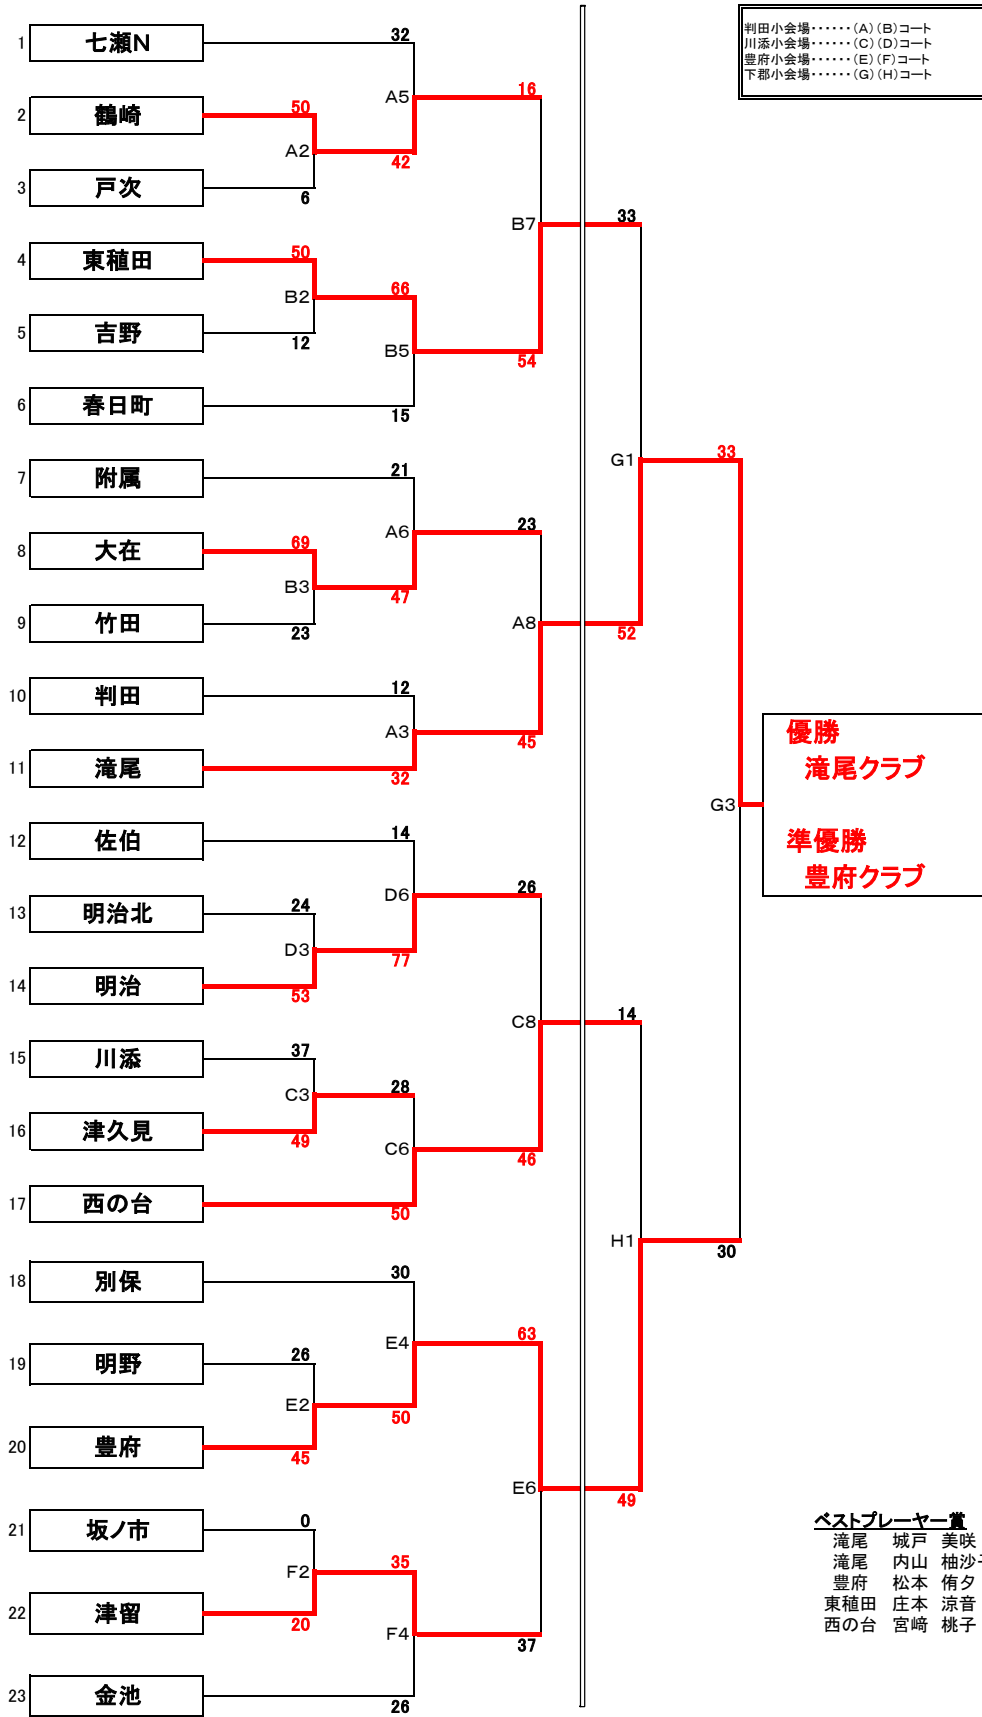 判田小会場・・・・・・(A)(B)コート
川添小会場・・・・・・(C)(D)コート
豊府小会場・・・・・・(E)(F)コート
下郡小会場・・・・・・(G)(H)コート
1 七瀬N 32
A5 16
2 鶴崎 50
A2 42
3 戸次 6
B7 33
4 東稙田 50
B2 66
5 吉野 12
B5 54
6 春日町 15
G1 33
7 附属 21
A6 23
8 大在 69
B3 47
9 竹田 23
A8 52
10 判田 12
A3 45
11 滝尾 32
優勝
滝尾クラブ
G3
準優勝
豊府クラブ
12 佐伯 14
D6 26
13 明治北 24
D3 77
14 明治 53
C8 14
15 川添 37
C3 28
16 津久見 49
C6 46
17 西の台 50
H1 30
18 別保 30
E4 63
19 明野 26
E2 50
20 豊府 45
E6 49
21 坂ノ市 0
F2 35
22 津留 20
F4 37
23 金池 26
ベストプレーヤー賞
滝尾 城戸 美咲
滝尾 内山 柚沙
豊府 松本 侑夕
東稙田 庄本 涼音
西の台 宮﨑 桃子